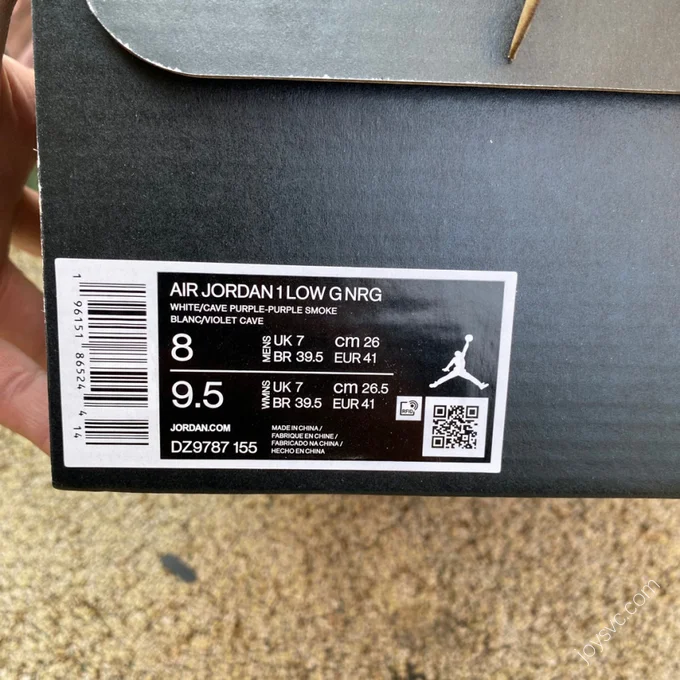 AIR JORDAN 1 LOW G NRG
WHITE/CAVE PURPLE-PURPLE SMOKE
BLANC/VIOLET CAVE
8 MENS UK 7 cm 26
BR 39.5 EUR 41
9.5 WMNS UK 7 cm 26.5
BR 39.5 EUR 41
JORDAN.COM
DZ9787 155
MADE IN CHINA /
FABRIQUE EN CHINE /
FABRICADO NA CHINA /
HECHO EN CHINA
RFID
1 96151 86524 4 14
joysvc.com